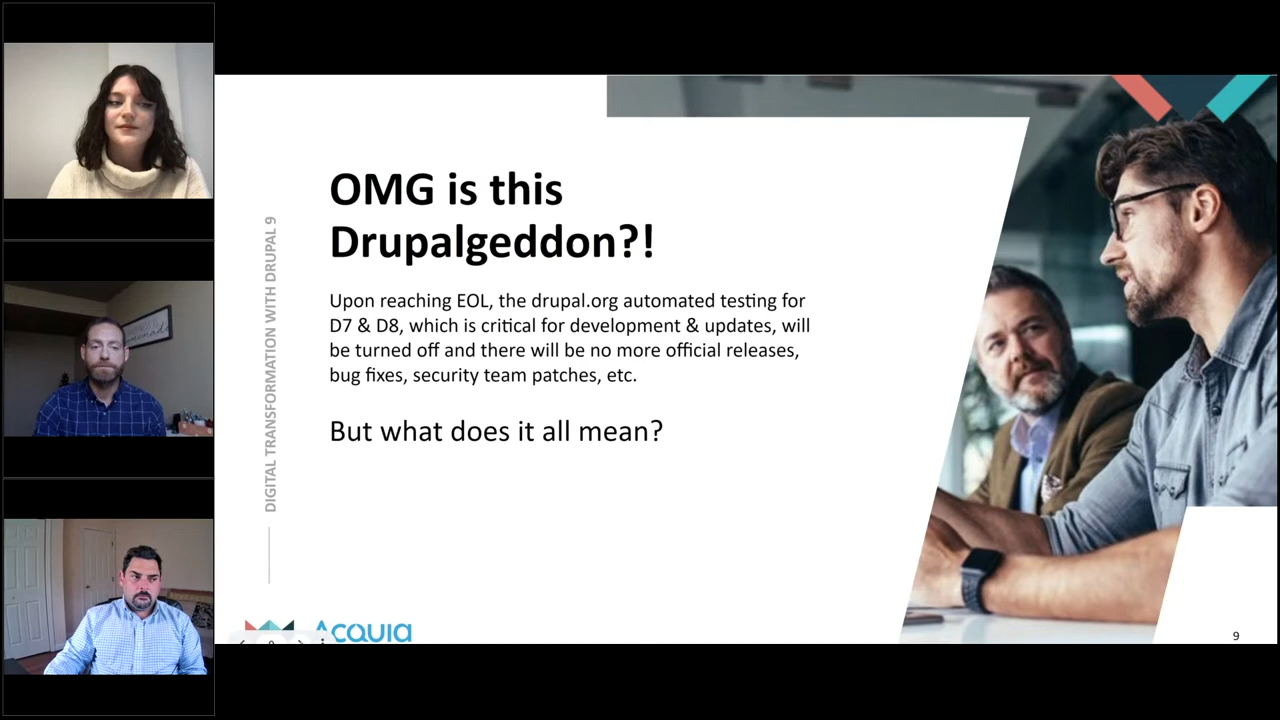 OMG is this
Drupalgeddon?!
DIGITAL TRANSFORMATION WITH DRUPAL 9
Upon reaching EOL, the drupal.org automated testing for
D7 & D8, which is critical for development & updates, will
be turned off and there will be no more official releases,
bug fixes, security team patches, etc.
But what does it all mean?
Acquia
9